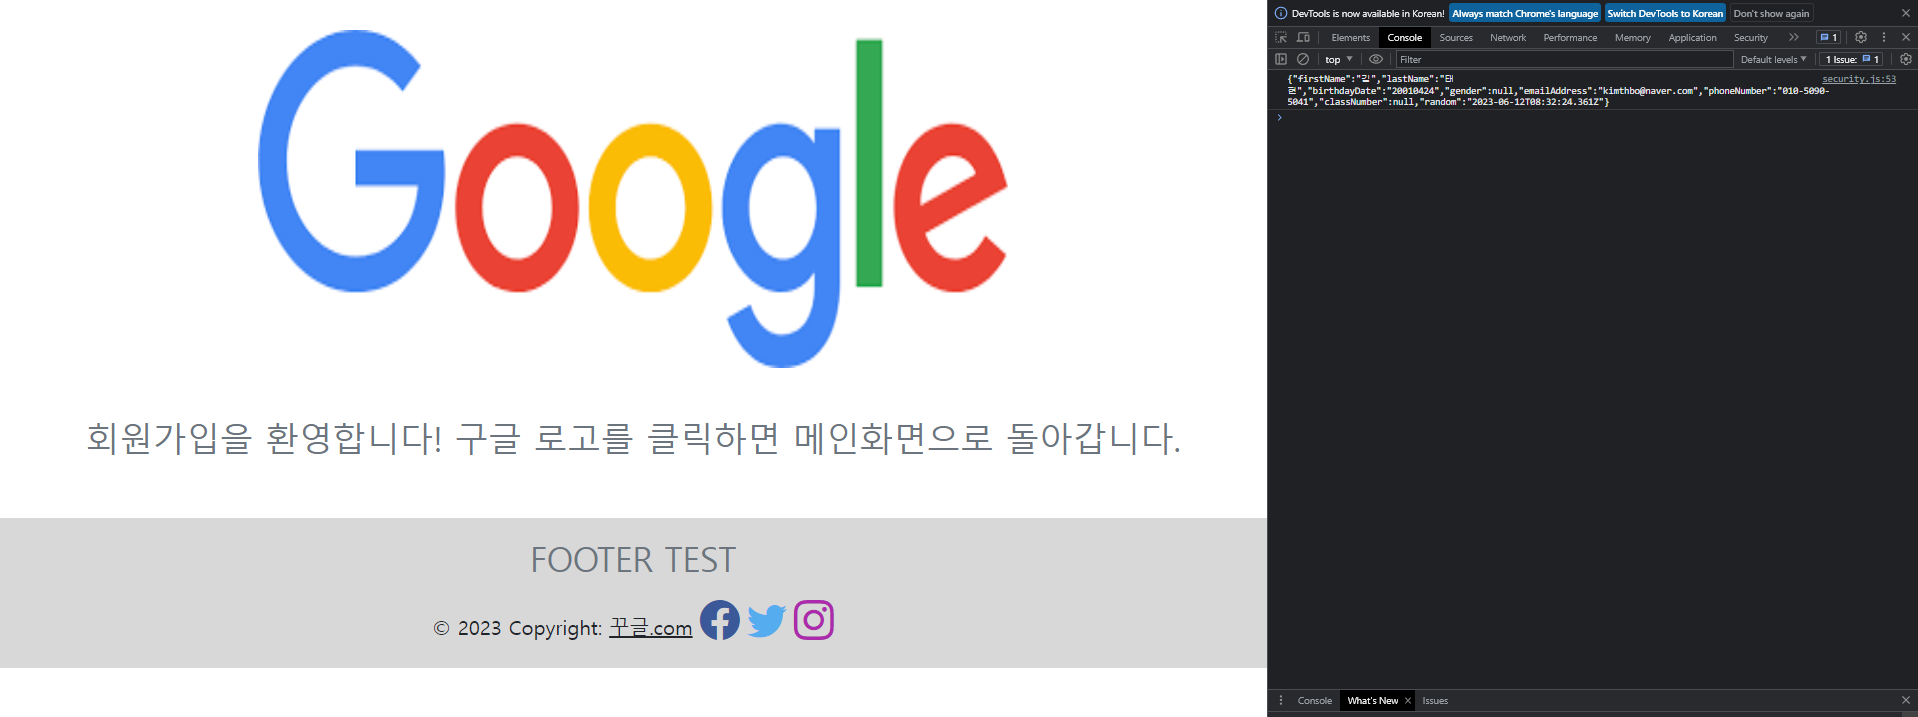 Google
회원가입을 환영합니다! 구글 로고를 클릭하면 메인화면으로 돌아갑니다.
FOOTER TEST
© 2023 Copyright: 꾸글.com
DevTools is now available in Korean! Always match Chrome's language Switch DevTools to Korean Don't show again
Elements Console Sources Network Performance Memory Application Security 1
top Filter Default levels 1 Issue: 1
{"firstName":"김","lastName":"태 security.js:53
현","birthdayDate":"20010424","gender":null,"emailAddress":"kimthbo@naver.com","phoneNumber":"010-5090-
5041","classNumber":null,"random":"2023-06-12T08:32:24.361Z"}
Console What's New Issues